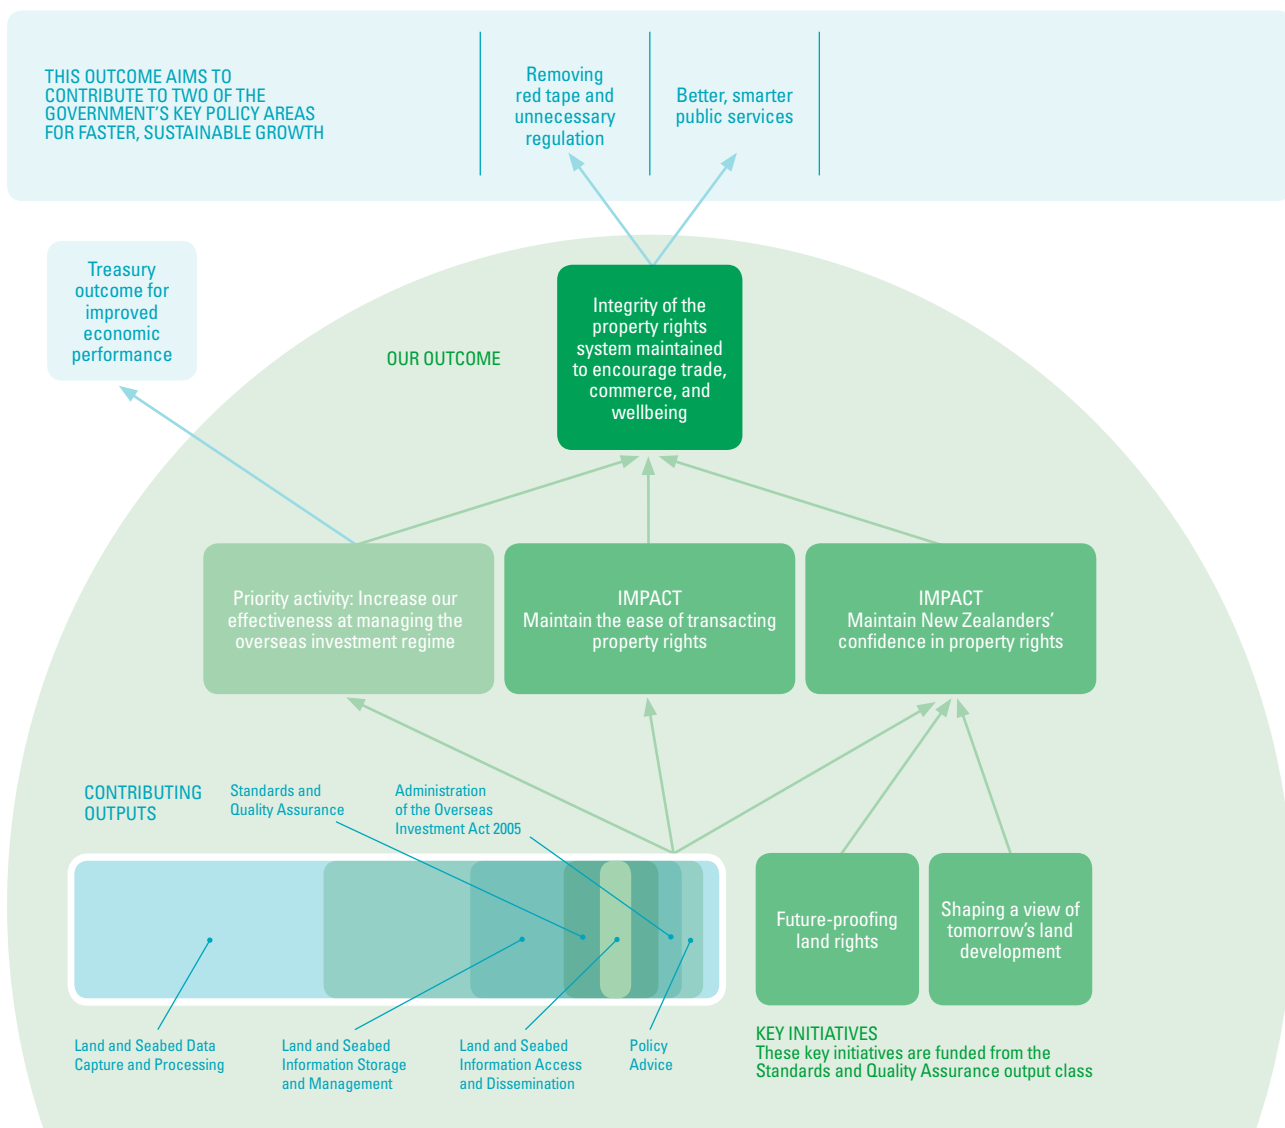 THIS OUTCOME AIMS TO
CONTRIBUTE TO TWO OF THE
GOVERNMENT'S KEY POLICY AREAS
FOR FASTER, SUSTAINABLE GROWTH
Removing
red tape and
unnecessary
regulation
Better, smarter
public services
Treasury
outcome for
improved
economic
performance
OUR OUTCOME
Integrity of the
property rights
system maintained
to encourage trade,
commerce, and
wellbeing
Priority activity: Increase our
effectiveness at managing the
overseas investment regime
IMPACT
Maintain the ease of transacting
property rights
IMPACT
Maintain New Zealanders'
confidence in property rights
CONTRIBUTING
OUTPUTS
Standards and
Quality Assurance
Administration
of the Overseas
Investment Act 2005
Land and Seabed Data
Capture and Processing
Land and Seabed
Information Storage
and Management
Land and Seabed
Information Access
and Dissemination
Policy
Advice
Future-proofing
land rights
Shaping a view of
tomorrow's land
development
KEY INITIATIVES
These key initiatives are funded from the
Standards and Quality Assurance output class